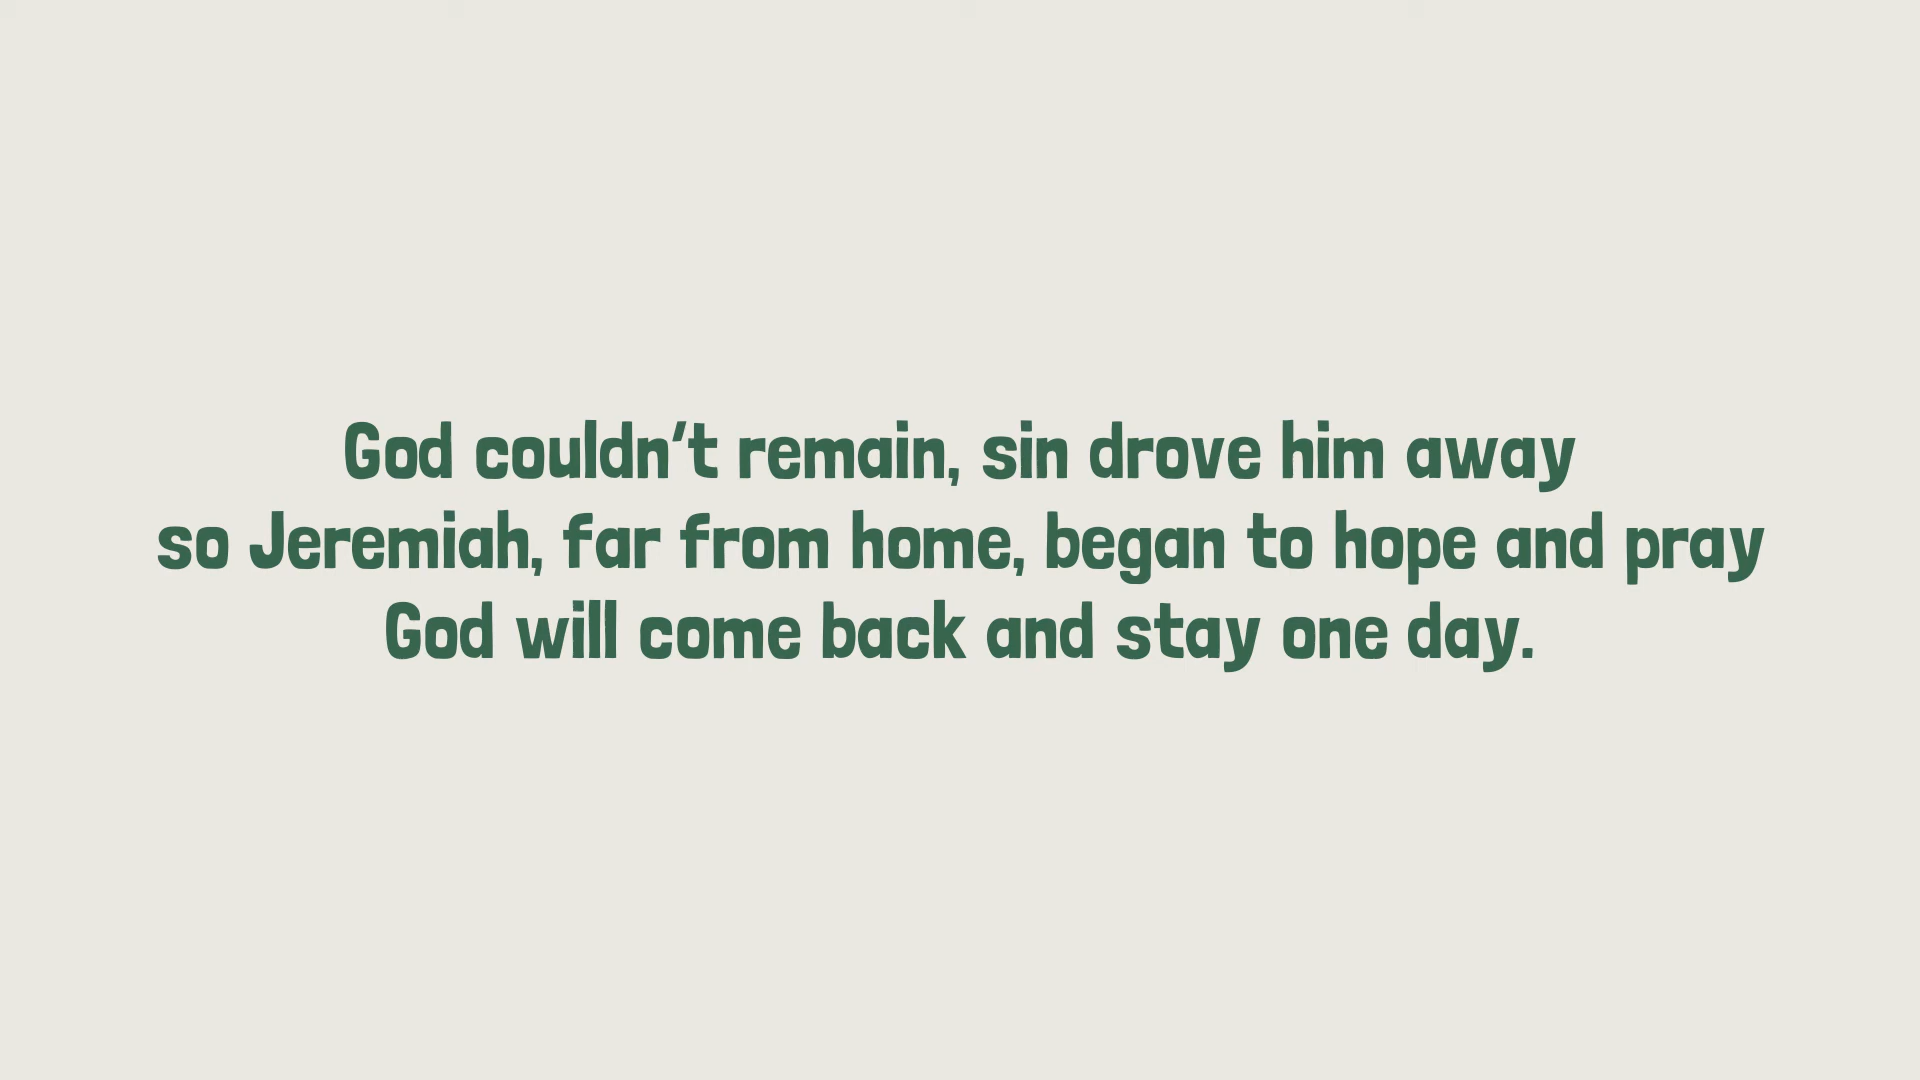 God couldn't remain, sin drove him away
so Jeremiah, far from home, began to hope and pray
God will come back and stay one day.